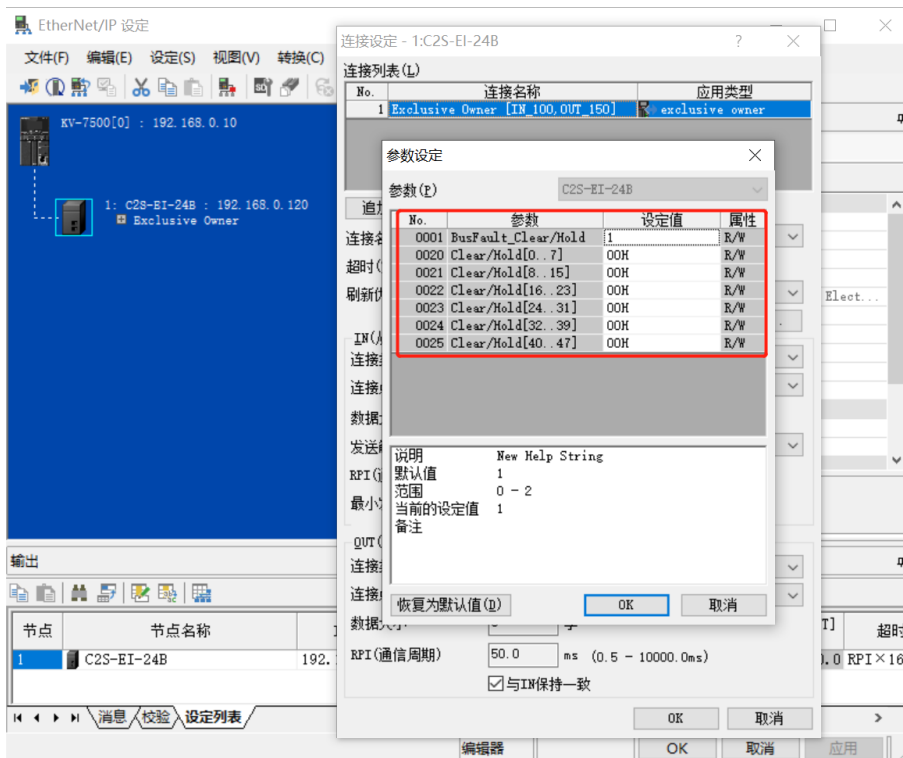 EtherNet/IP 设定
文件(F) 编辑(E) 设定(S) 视图(V) 转换(C)
KV-7500[0] : 192.168.0.10
1: C2S-EI-24B : 192.168.0.120
Exclusive Owner
连接设定 - 1:C2S-EI-24B
?
连接列表(L)
No. 连接名称 应用类型
1 Exclusive Owner [IN_100,OUT_150] exclusive owner
参数设定
参数(P) C2S-EI-24B
No. 参数 设定值 属性
0001 BusFault_Clear/Hold 1 R/W
0020 Clear/Hold[0..7] 00H R/W
0021 Clear/Hold[8..15] 00H R/W
0022 Clear/Hold[16..23] 00H R/W
0023 Clear/Hold[24..31] 00H R/W
0024 Clear/Hold[32..39] 00H R/W
0025 Clear/Hold[40..47] 00H R/W
说明 New Help String
默认值 1
范围 0 - 2
当前的设定值 1
备注
恢复为默认值(D) OK 取消
追
连接
超时(
刷新
Elect...
IN(
连接
连接
数据
发送
RPI(
最小
OUT(
连接
连接
数据大小
RPI(通信周期) 50.0 ms (0.5 - 10000.0ms)
与IN保持一致
OK 取消
输出
节点 节点名称
T] 超时
1 C2S-EI-24B 192.
.0 RPI×16
消息 校验 设定列表
编辑器 OK 取消 应用